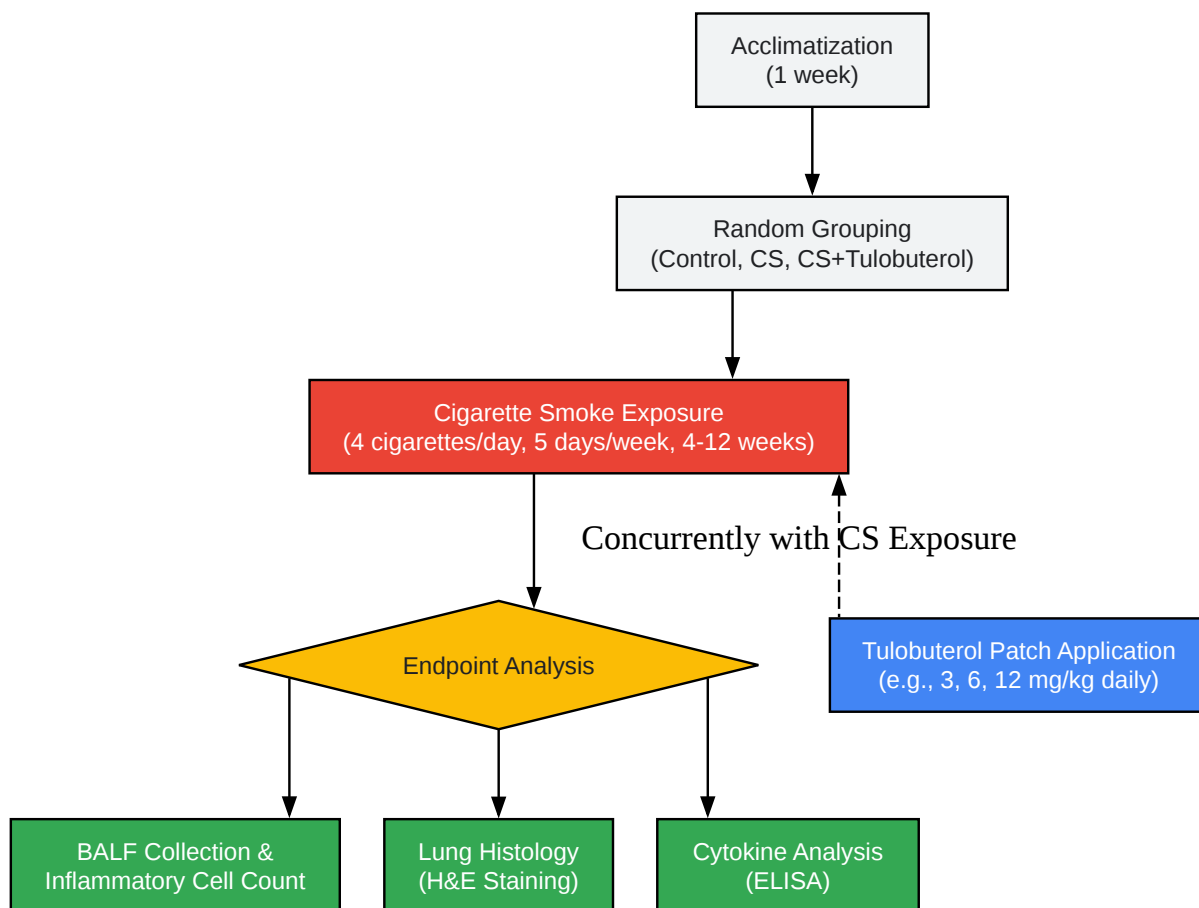 Acclimatization
(1 week)
Random Grouping
(Control, CS, CS+Tulobuterol)
Cigarette Smoke Exposure
(4 cigarettes/day, 5 days/week, 4-12 weeks)
Concurrently with CS Exposure
Endpoint Analysis
Tulobuterol Patch Application
(e.g., 3, 6, 12 mg/kg daily)
BALF Collection &
Inflammatory Cell Count
Lung Histology
(H&E Staining)
Cytokine Analysis
(ELISA)